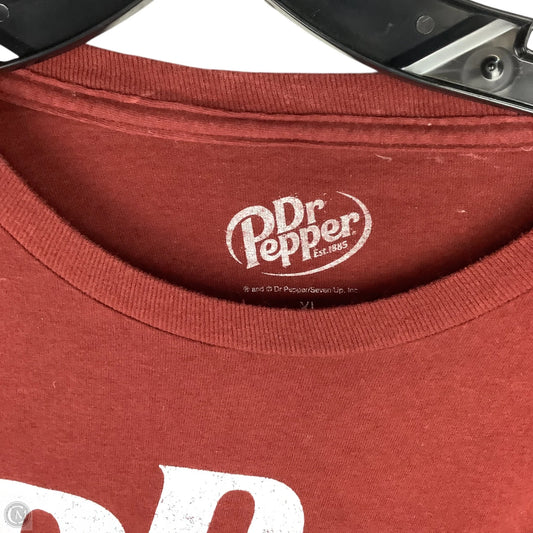 Dr
Pepper
Est. 1885
® and © Dr Pepper/Seven Up, Inc.
XL